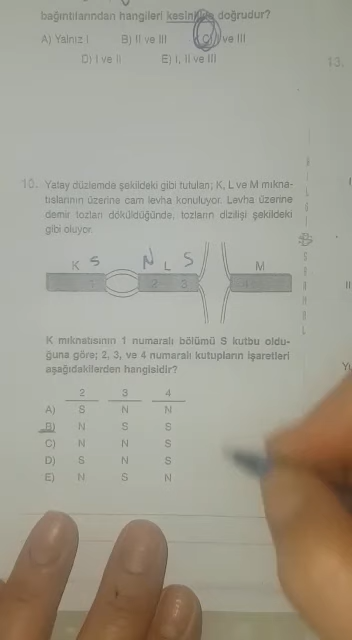 bağıntılarından hangileri kesinlikle doğrudur?
A) Yalnız I B) II ve III C) I ve III
D) I ve II E) I, II ve III
13.
10. Yatay düzlemde şekildeki gibi tutulan; K, L ve M mıkna-
tıslarının üzerine cam levha konuluyor. Levha üzerine
demir tozları döküldüğünde, tozların dizilişi şekildeki
gibi oluyor.
K S N L S M
1 2 3 4
K mıknatısının 1 numaralı bölümü S kutbu oldu-
ğuna göre; 2, 3, ve 4 numaralı kutupların işaretleri
aşağıdakilerden hangisidir?
2 3 4
A) S N N
B) N S S
C) N N S
D) S N S
E) N S N